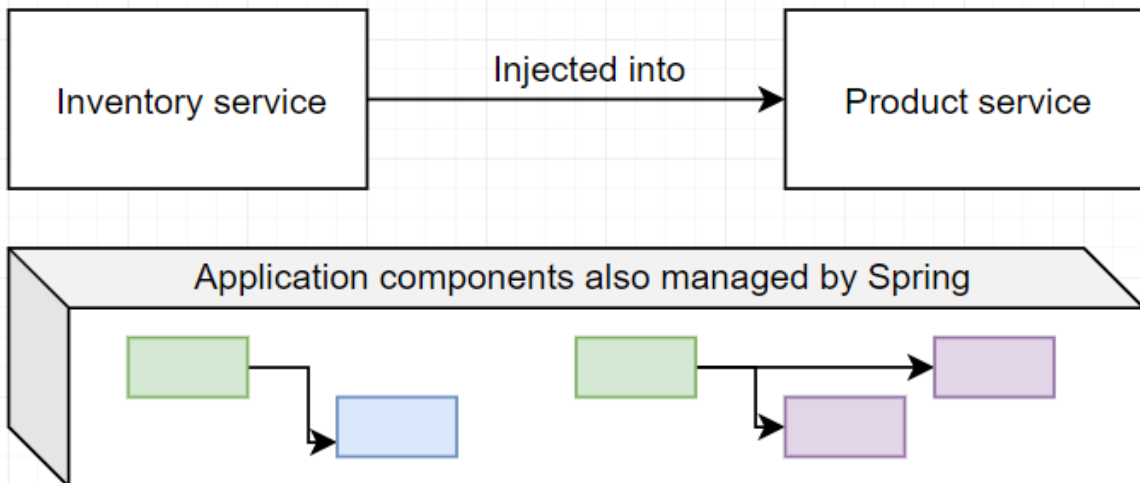 Injected into
Inventory service
Product service
Application components also managed by Spring